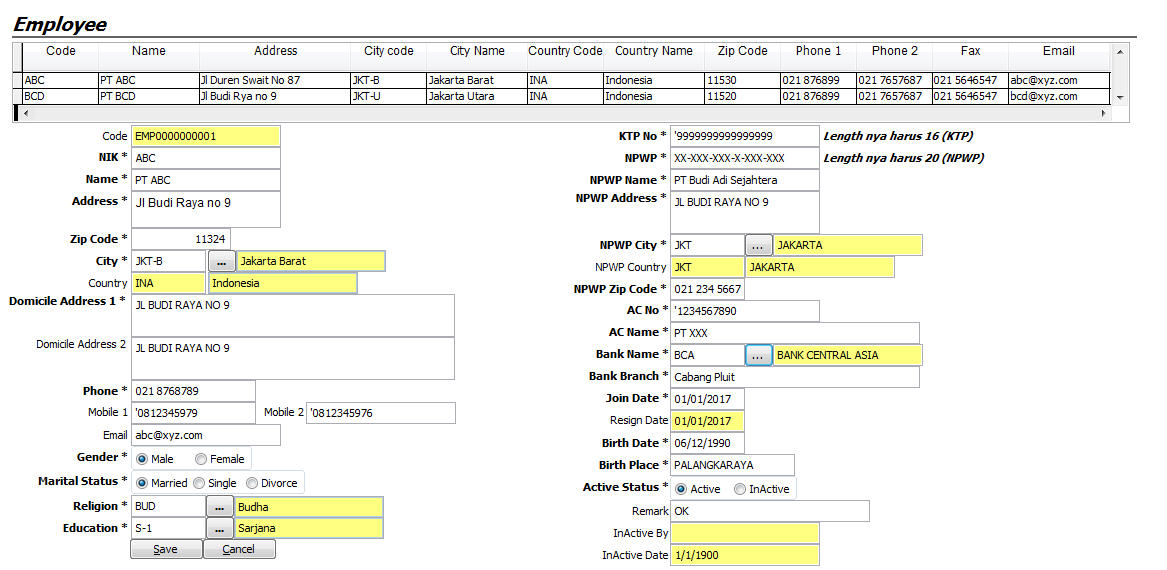 Employee
Code Name Address City code City Name Country Code Country Name Zip Code Phone 1 Phone 2 Fax Email
ABC PT ABC Jl Duren Swait No 87 JKT-B Jakarta Barat INA Indonesia 11530 021 876899 021 7657687 021 5646547 abc@xyz.com
BCD PT BCD Jl Budi Rya no 9 JKT-U Jakarta Utara INA Indonesia 11520 021 876899 021 7657687 021 5646547 bcd@xyz.com
Code EMP0000000001
NIK * ABC
Name * PT ABC
Address * Jl Budi Raya no 9
Zip Code * 11324
City * JKT-B ... Jakarta Barat
Country INA Indonesia
Domicile Address 1 * JL BUDI RAYA NO 9
Domicile Address 2 JL BUDI RAYA NO 9
Phone * 021 8768789
Mobile 1 '0812345979 Mobile 2 '0812345976
Email abc@xyz.com
Gender * Male Female
Marital Status * Married Single Divorce
Religion * BUD ... Budha
Education * S-1 ... Sarjana
Save Cancel
KTP No * '9999999999999999 Length nya harus 16 (KTP)
NPWP * XX-XXX-XXX-X-XXX-XXX Length nya harus 20 (NPWP)
NPWP Name * PT Budi Adi Sejahtera
NPWP Address * JL BUDI RAYA NO 9
NPWP City * JKT ... JAKARTA
NPWP Country JKT JAKARTA
NPWP Zip Code * 021 234 5667
AC No * '1234567890
AC Name * PT XXX
Bank Name * BCA ... BANK CENTRAL ASIA
Bank Branch * Cabang Pluit
Join Date * 01/01/2017
Resign Date 01/01/2017
Birth Date * 06/12/1990
Birth Place * PALANGKARAYA
Active Status * Active InActive
Remark OK
InActive By
InActive Date 1/1/1900